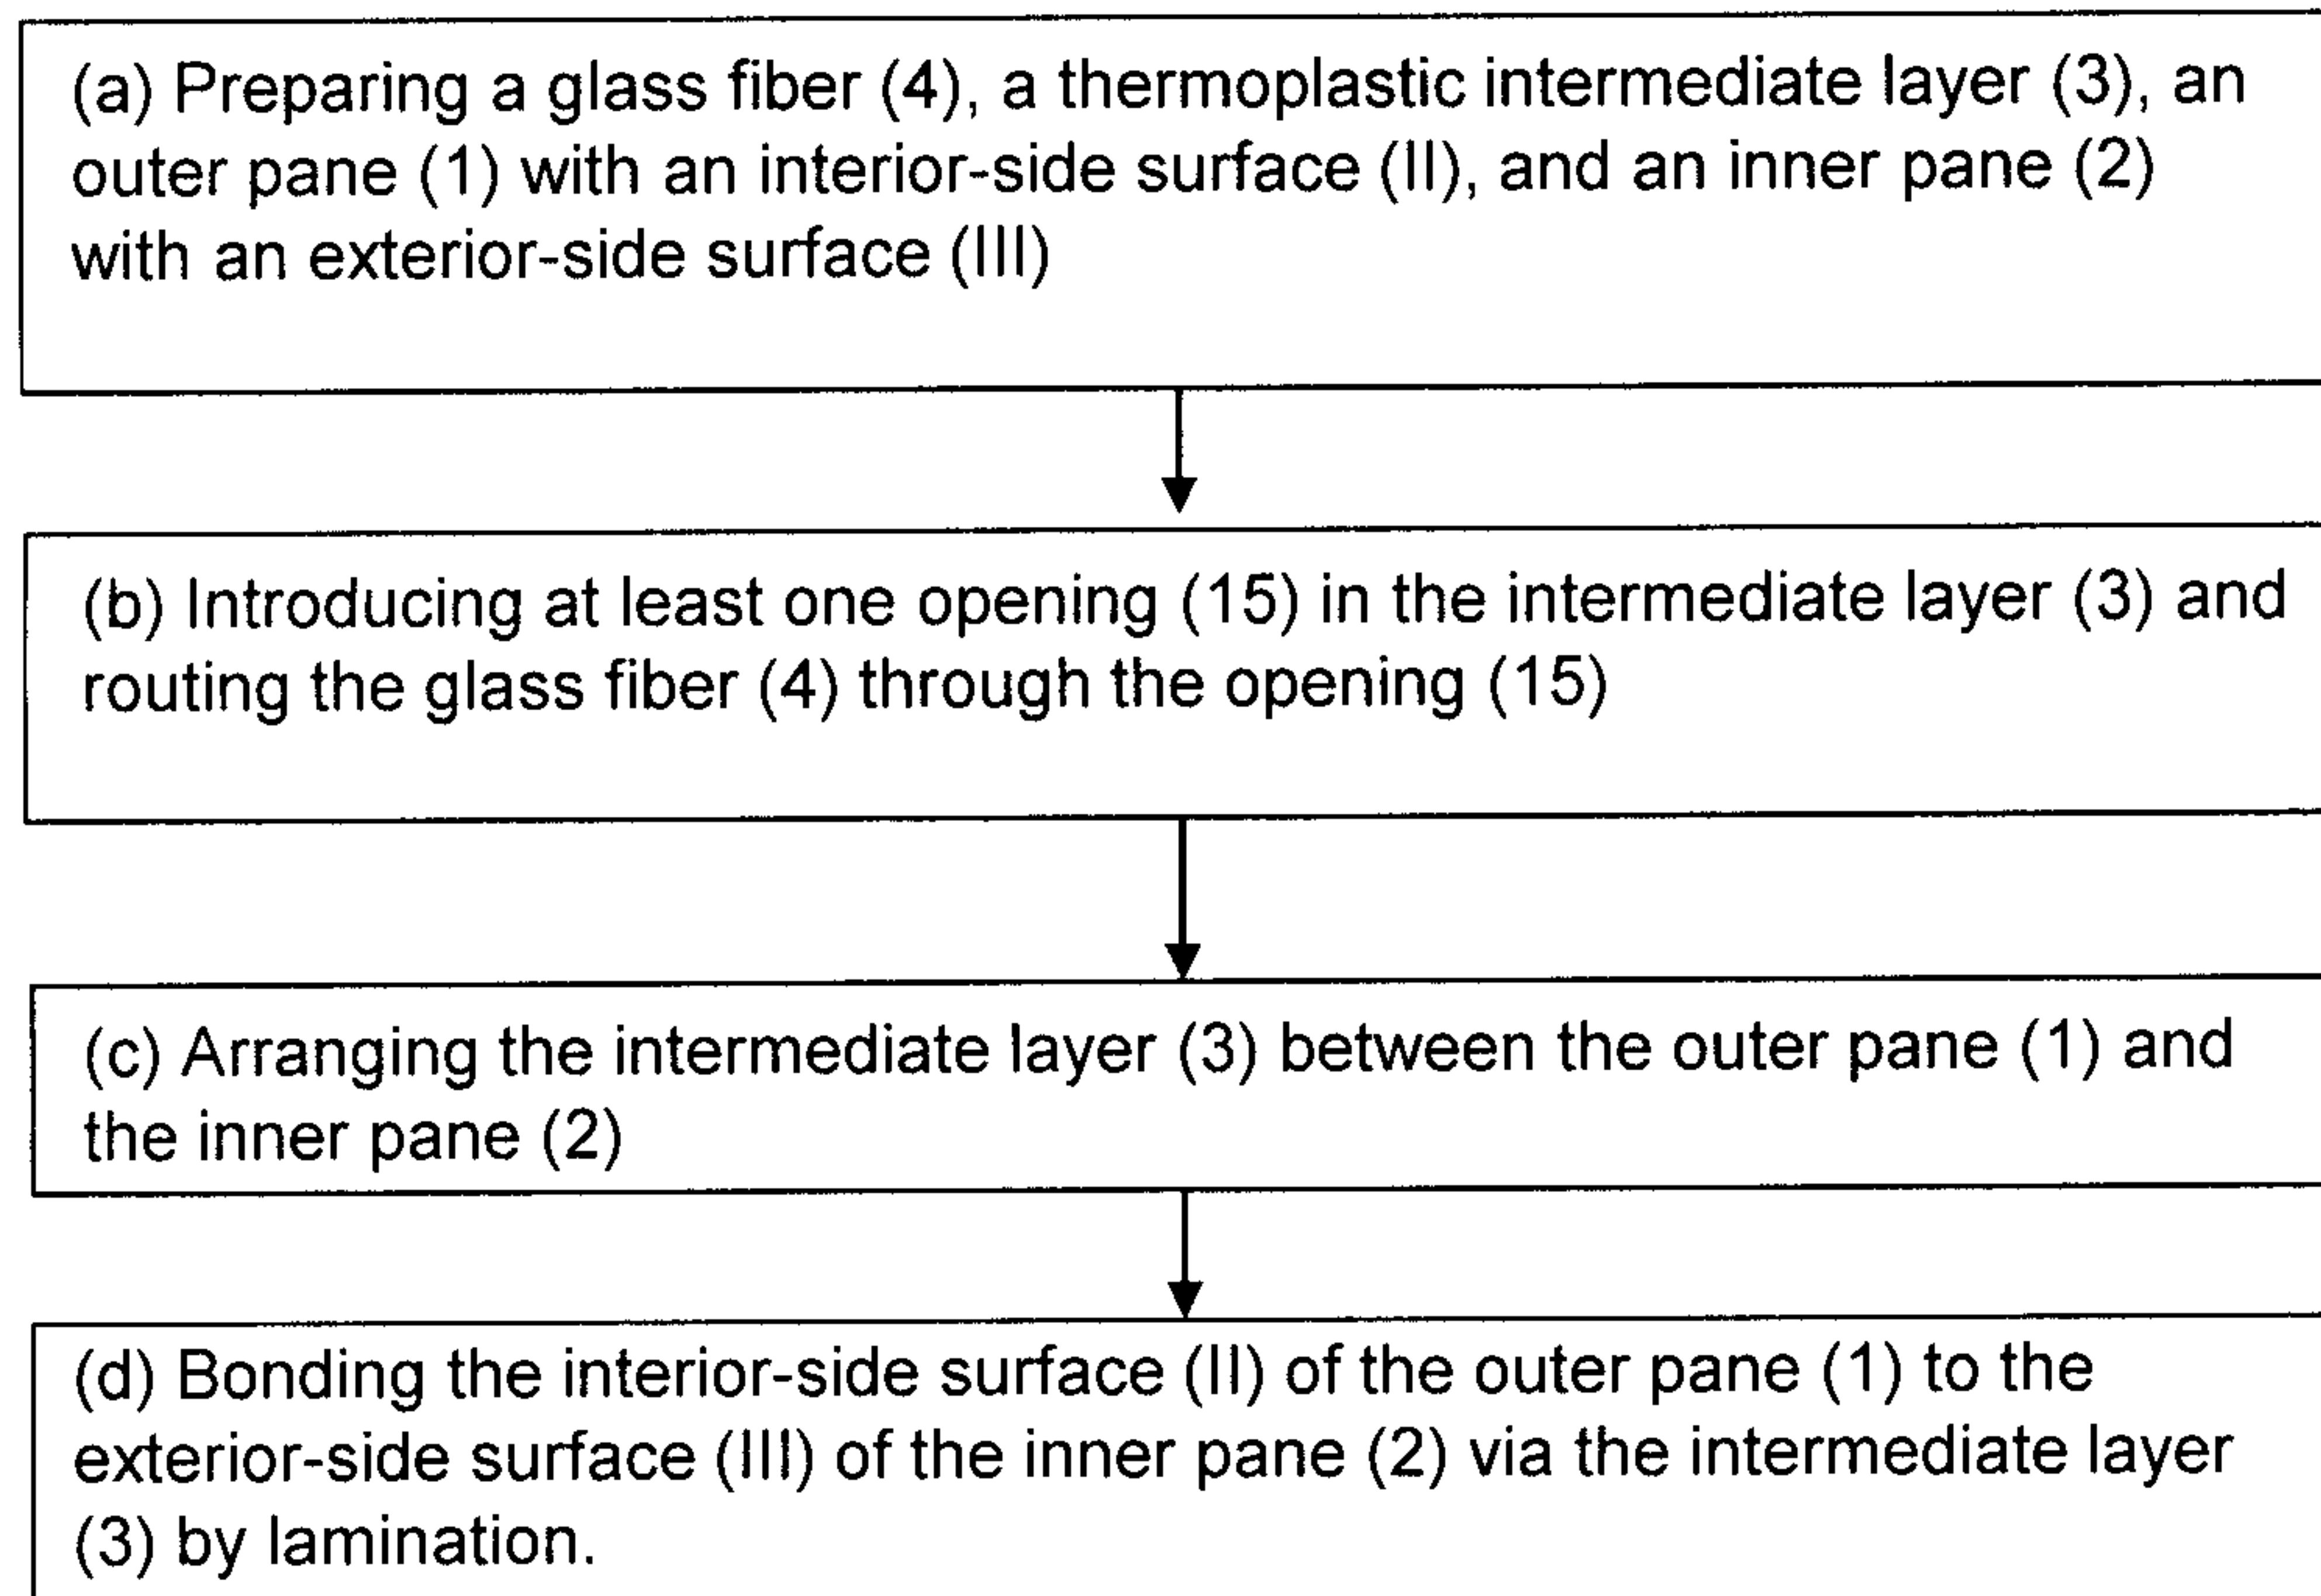 (a) Preparing a glass fiber (4), a thermoplastic intermediate layer (3), an
outer pane (1) with an interior-side surface (II), and an inner pane (2)
with an exterior-side surface (III)
(b) Introducing at least one opening (15) in the intermediate layer (3) and
routing the glass fiber (4) through the opening (15)
(c) Arranging the intermediate layer (3) between the outer pane (1) and
the inner pane (2)
(d) Bonding the interior-side surface (II) of the outer pane (1) to the
exterior-side surface (III) of the inner pane (2) via the intermediate layer
(3) by lamination.